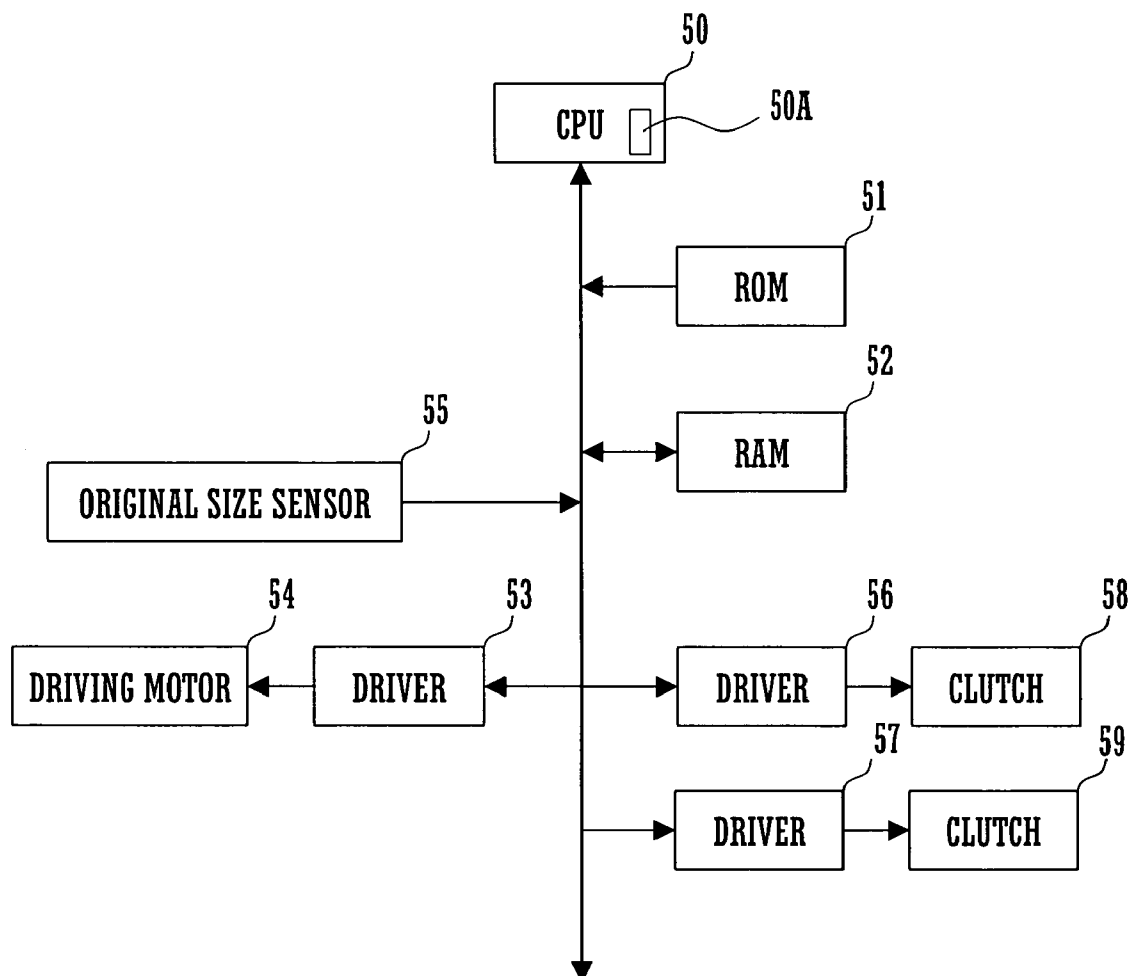 50
CPU
50A
51
ROM
52
RAM
55
ORIGINAL SIZE SENSOR
54
DRIVING MOTOR
53
DRIVER
56
DRIVER
58
CLUTCH
57
DRIVER
59
CLUTCH